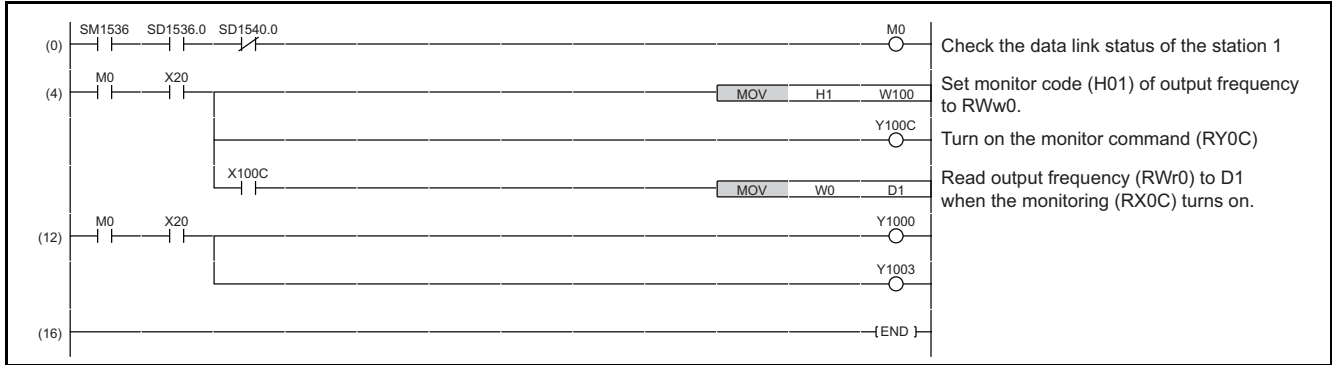 SM1536 SD1536.0 SD1540.0 M0
(0) Check the data link status of the station 1
M0 X20
(4) MOV H1 W100 Set monitor code (H01) of output frequency
to RWw0.
Y100C
Turn on the monitor command (RY0C)
X100C
MOV W0 D1 Read output frequency (RWr0) to D1
when the monitoring (RX0C) turns on.
M0 X20 Y1000
(12)
Y1003
(16) END